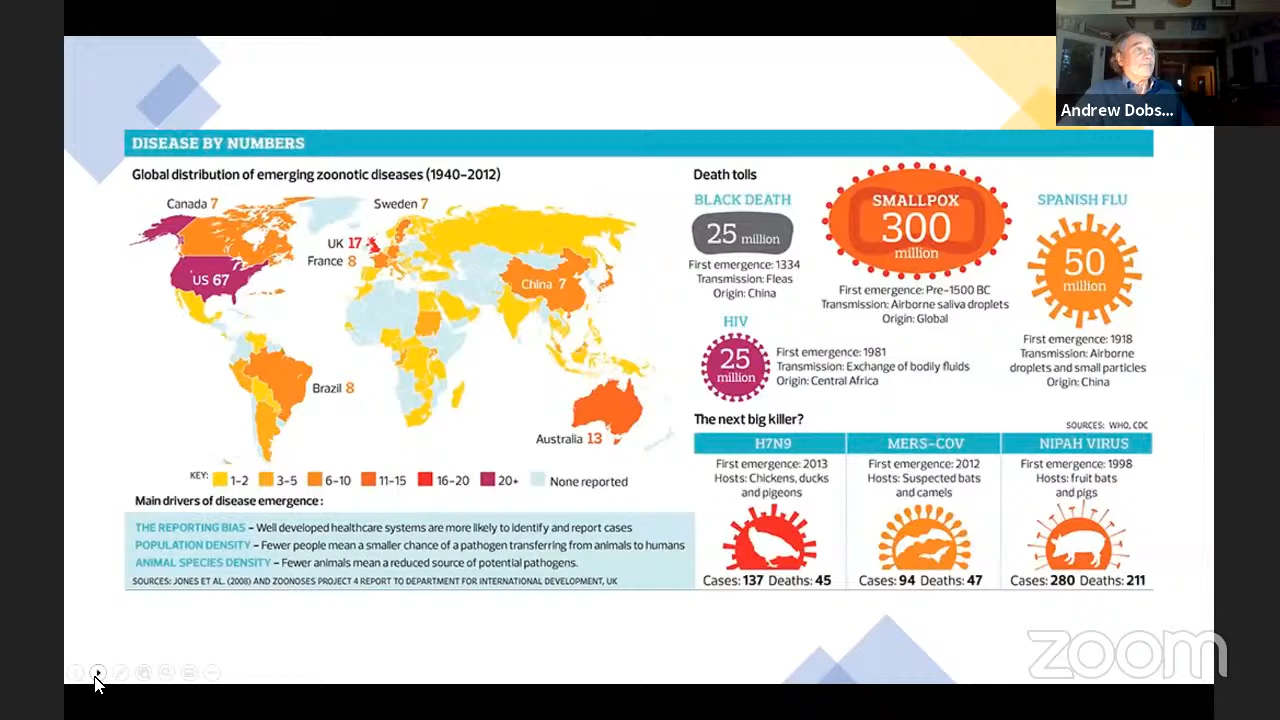 Andrew Dobs...
DISEASE BY NUMBERS
Global distribution of emerging zoonotic diseases (1940–2012)
Canada 7
Sweden 7
UK 17
France 8
US 67
China 7
Brazil 8
Australia 13
KEY: 1–2 3–5 6–10 11–15 16–20 20+ None reported
Main drivers of disease emergence:
THE REPORTING BIAS – Well developed healthcare systems are more likely to identify and report cases
POPULATION DENSITY – Fewer people mean a smaller chance of a pathogen transferring from animals to humans
ANIMAL SPECIES DENSITY – Fewer animals mean a reduced source of potential pathogens.
SOURCES: JONES ET AL. (2008) AND ZOONOSES PROJECT 4 REPORT TO DEPARTMENT FOR INTERNATIONAL DEVELOPMENT, UK
Death tolls
BLACK DEATH
25 million
First emergence: 1334
Transmission: Fleas
Origin: China
SMALLPOX
300
million
First emergence: Pre-1500 BC
Transmission: Airborne saliva droplets
Origin: Global
SPANISH FLU
50
million
First emergence: 1918
Transmission: Airborne
droplets and small particles
Origin: China
HIV
25
million
First emergence: 1981
Transmission: Exchange of bodily fluids
Origin: Central Africa
The next big killer?
SOURCES: WHO, CDC
H7N9
First emergence: 2013
Hosts: Chickens, ducks
and pigeons
Cases: 137 Deaths: 45
MERS-COV
First emergence: 2012
Hosts: Suspected bats
and camels
Cases: 94 Deaths: 47
NIPAH VIRUS
First emergence: 1998
Hosts: fruit bats
and pigs
Cases: 280 Deaths: 211
zoom